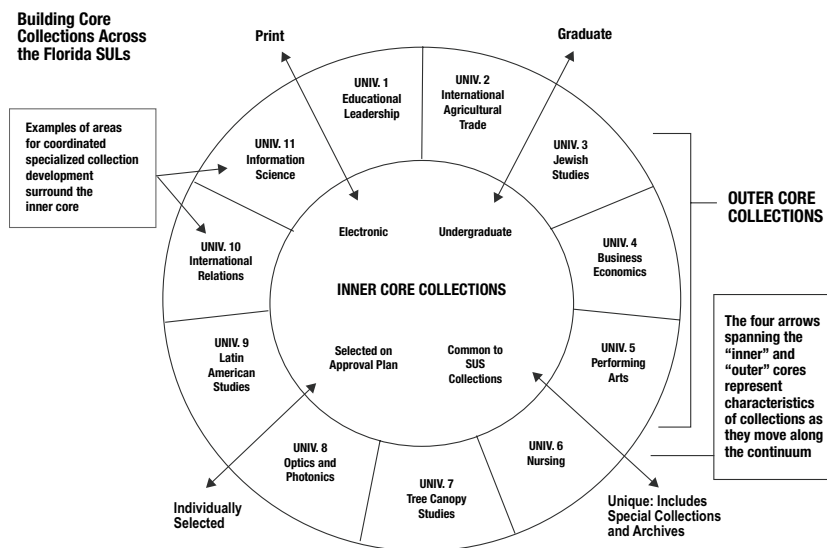 Building Core
Collections Across
the Florida SULs
Print
Graduate
UNIV. 1
Educational
Leadership
UNIV. 2
International
Agricultural
Trade
UNIV. 3
Jewish
Studies
UNIV. 4
Business
Economics
UNIV. 5
Performing
Arts
UNIV. 6
Nursing
UNIV. 7
Tree Canopy
Studies
UNIV. 8
Optics and
Photonics
UNIV. 9
Latin
American
Studies
UNIV. 10
International
Relations
UNIV. 11
Information
Science
Examples of areas
for coordinated
specialized collection
development
surround the
inner core
Electronic
Undergraduate
INNER CORE COLLECTIONS
Selected on
Approval Plan
Common to
SUS
Collections
OUTER CORE
COLLECTIONS
The four arrows
spanning the
“inner” and
“outer” cores
represent
characteristics
of collections as
they move along
the continuum
Individually
Selected
Unique: Includes
Special Collections
and Archives